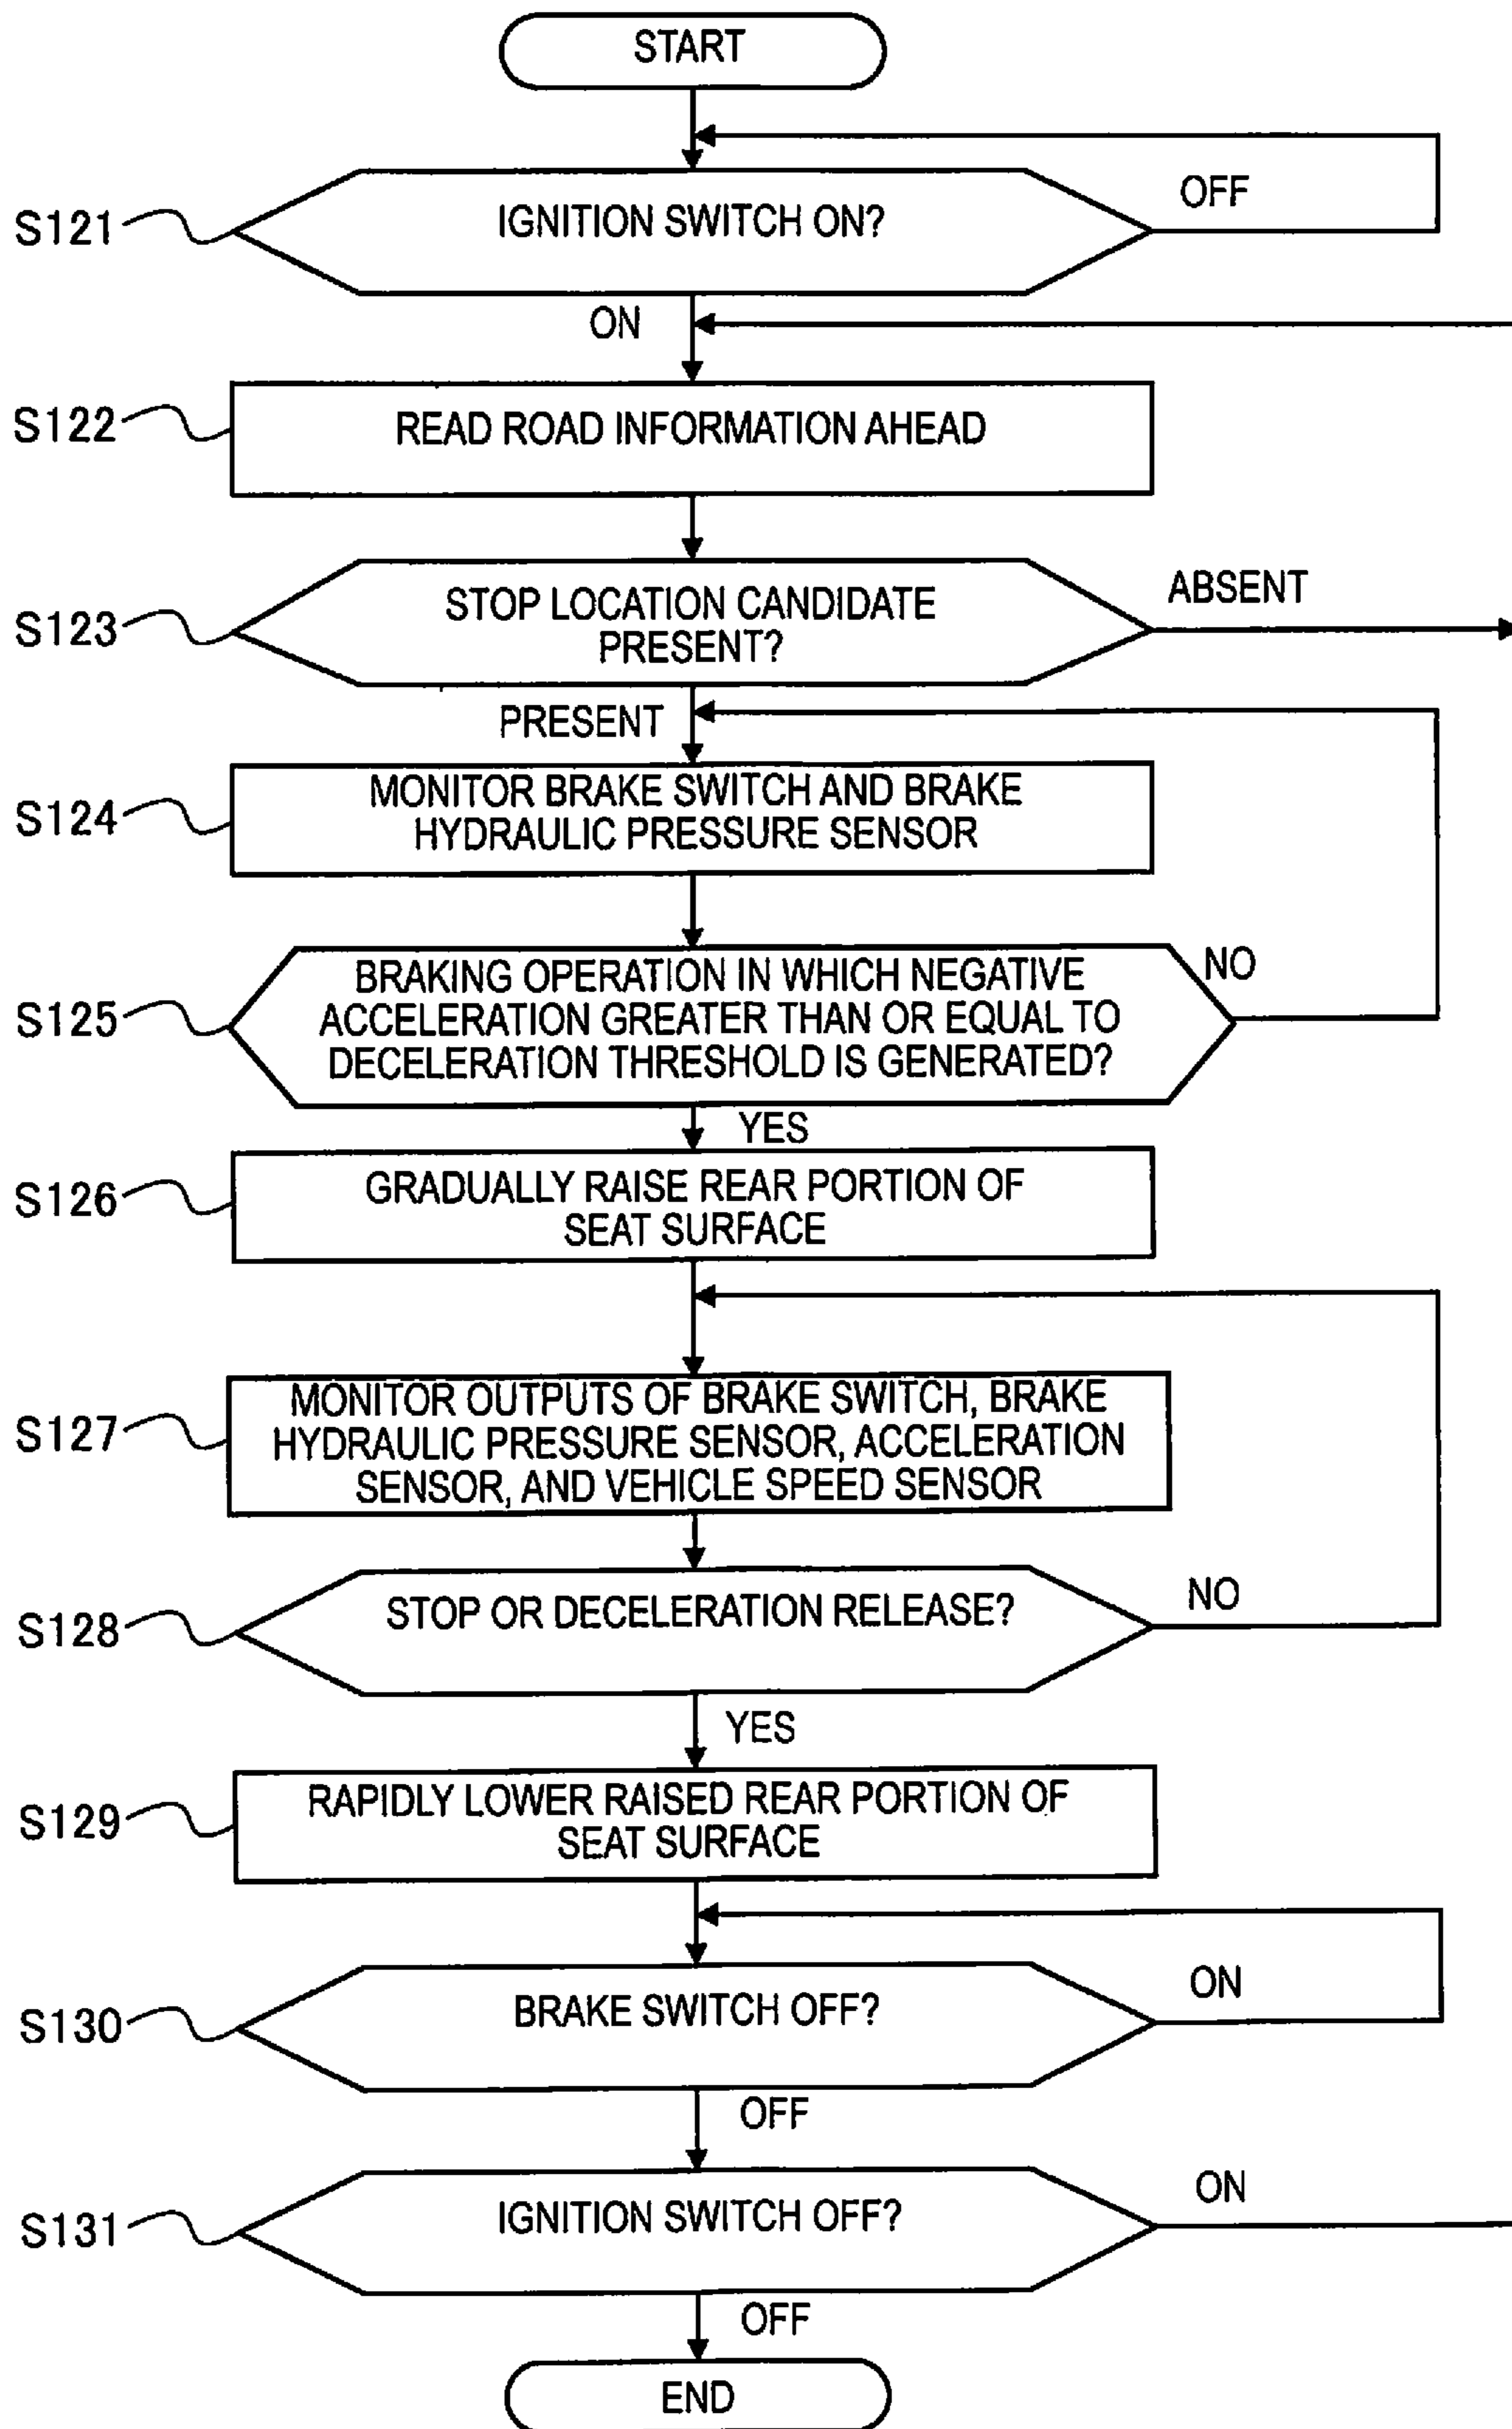 START
S121
IGNITION SWITCH ON?
OFF
ON
S122
READ ROAD INFORMATION AHEAD
S123
STOP LOCATION CANDIDATE
PRESENT?
ABSENT
PRESENT
S124
MONITOR BRAKE SWITCH AND BRAKE
HYDRAULIC PRESSURE SENSOR
S125
BRAKING OPERATION IN WHICH NEGATIVE
ACCELERATION GREATER THAN OR EQUAL TO
DECELERATION THRESHOLD IS GENERATED?
NO
YES
S126
GRADUALLY RAISE REAR PORTION OF
SEAT SURFACE
S127
MONITOR OUTPUTS OF BRAKE SWITCH, BRAKE
HYDRAULIC PRESSURE SENSOR, ACCELERATION
SENSOR, AND VEHICLE SPEED SENSOR
S128
STOP OR DECELERATION RELEASE?
NO
YES
S129
RAPIDLY LOWER RAISED REAR PORTION OF
SEAT SURFACE
S130
BRAKE SWITCH OFF?
ON
OFF
S131
IGNITION SWITCH OFF?
ON
OFF
END